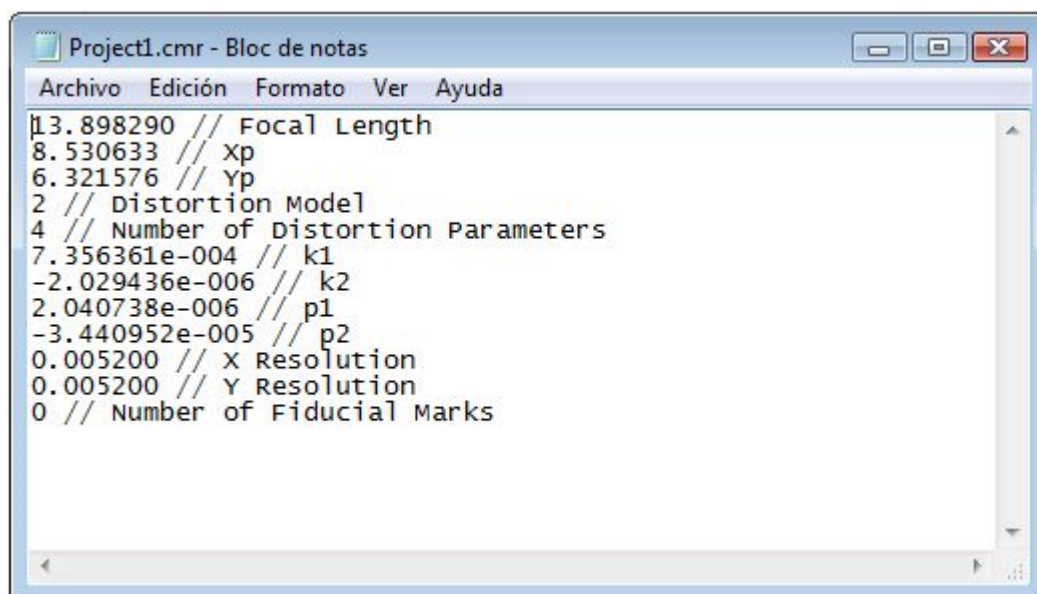 Project1.cmr - Bloc de notas
Archivo Edición Formato Ver Ayuda
13.898290 // Focal Length
8.530633 // Xp
6.321576 // Yp
2 // Distortion Model
4 // Number of Distortion Parameters
7.356361e-004 // k1
-2.029436e-006 // k2
2.040738e-006 // p1
-3.440952e-005 // p2
0.005200 // X Resolution
0.005200 // Y Resolution
0 // Number of Fiducial Marks